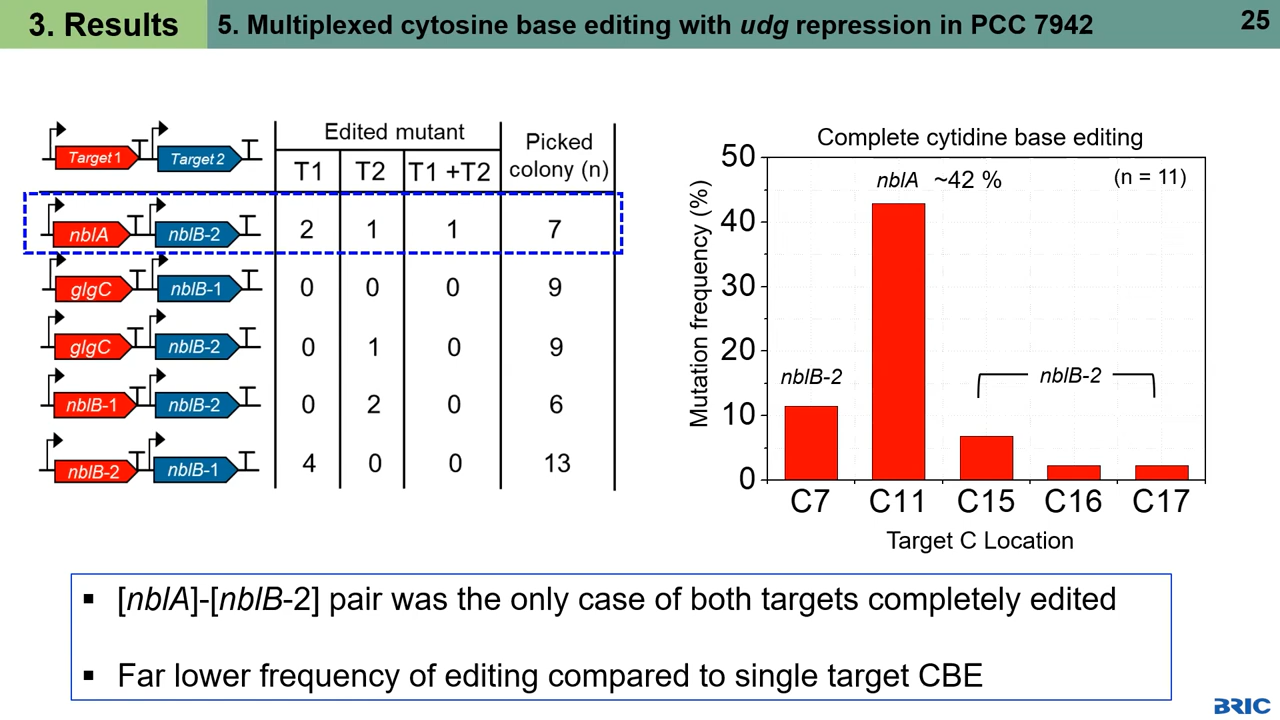 3. Results
5. Multiplexed cytosine base editing with udg repression in PCC 7942
25
Target 1 Target 2
Edited mutant
T1 T2 T1 +T2
Picked
colony (n)
nblA nblB-2 2 1 1 7
glgC nblB-1 0 0 0 9
glgC nblB-2 0 1 0 9
nblB-1 nblB-2 0 2 0 6
nblB-2 nblB-1 4 0 0 13
Complete cytidine base editing
nblA ~42 % (n = 11)
nblB-2
nblB-2
Mutation frequency (%)
50
40
30
20
10
0
C7 C11 C15 C16 C17
Target C Location
▪ [nblA]-[nblB-2] pair was the only case of both targets completely edited
▪ Far lower frequency of editing compared to single target CBE
BRIC